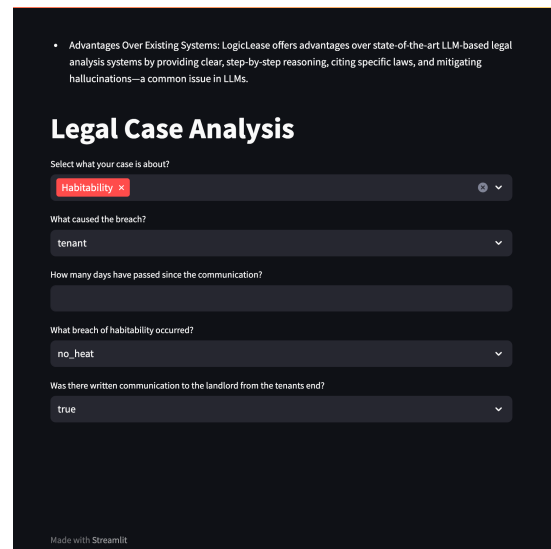 • Advantages Over Existing Systems: LogicLease offers advantages over state-of-the-art LLM-based legal
analysis systems by providing clear, step-by-step reasoning, citing specific laws, and mitigating
hallucinations—a common issue in LLMs.
Legal Case Analysis
Select what your case is about?
Habitability ×
What caused the breach?
tenant
How many days have passed since the communication?
What breach of habitability occurred?
no_heat
Was there written communication to the landlord from the tenants end?
true
Made with Streamlit